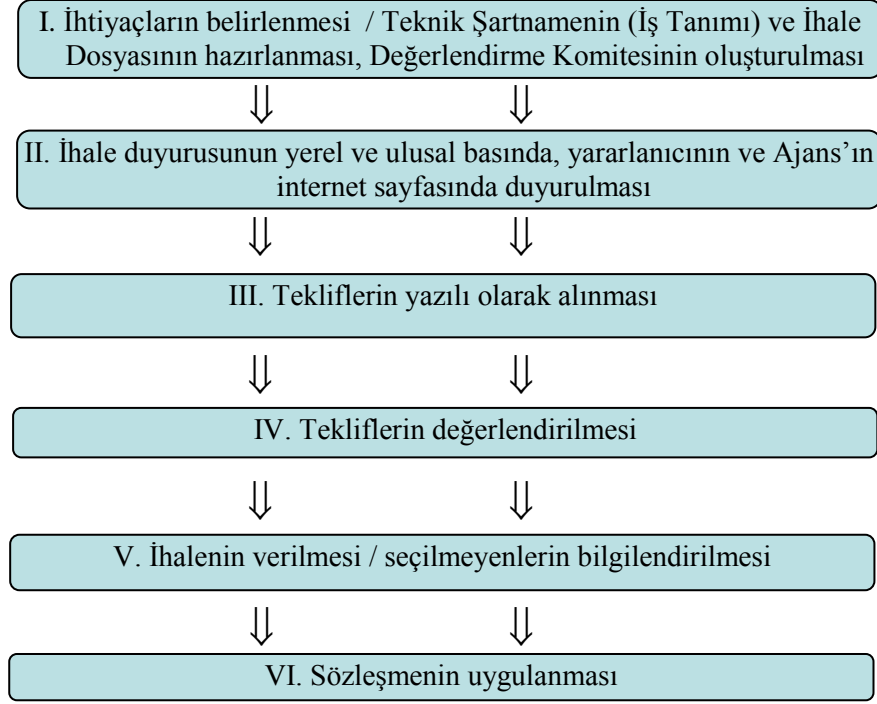 I. İhtiyaçların belirlenmesi / Teknik Şartnamenin (İş Tanımı) ve İhale
Dosyasının hazırlanması, Değerlendirme Komitesinin oluşturulması
II. İhale duyurusunun yerel ve ulusal basında, yararlanıcının ve Ajans’ın
internet sayfasında duyurulması
III. Tekliflerin yazılı olarak alınması
IV. Tekliflerin değerlendirilmesi
V. İhalenin verilmesi / seçilmeyenlerin bilgilendirilmesi
VI. Sözleşmenin uygulanması